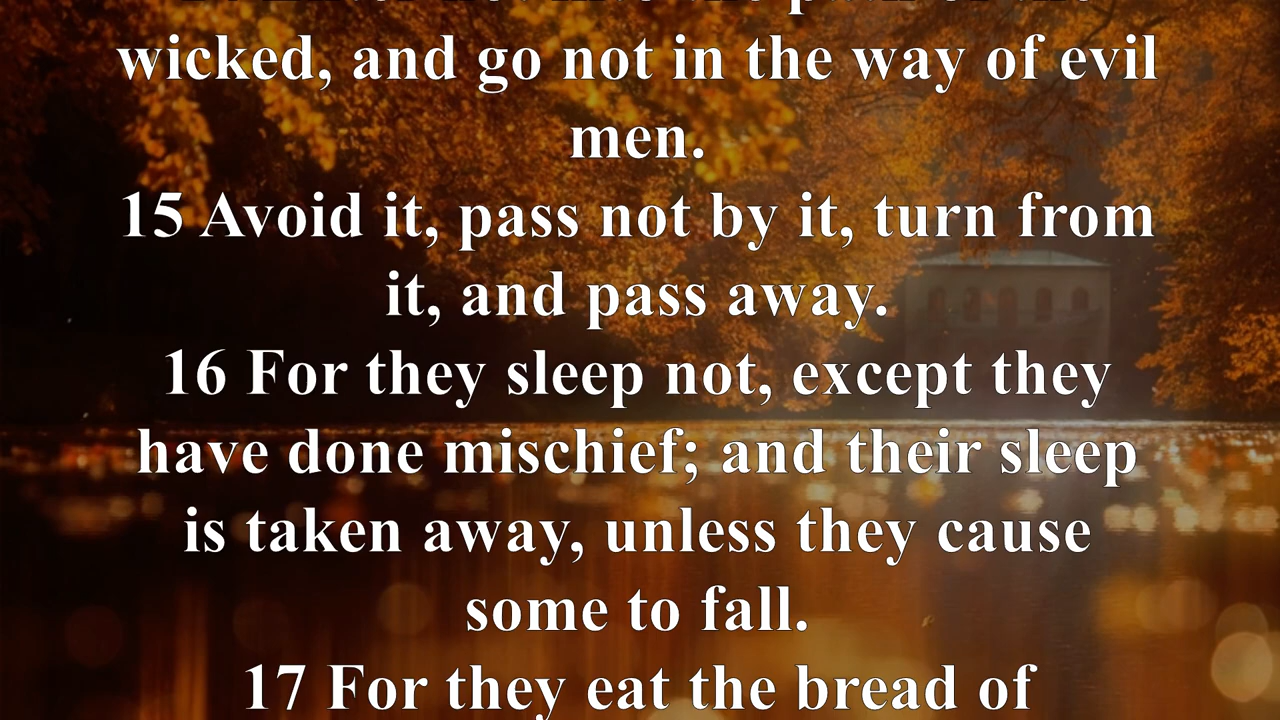 wicked, and go not in the way of evil
men.
15 Avoid it, pass not by it, turn from
it, and pass away.
16 For they sleep not, except they
have done mischief; and their sleep
is taken away, unless they cause
some to fall.
17 For they eat the bread of